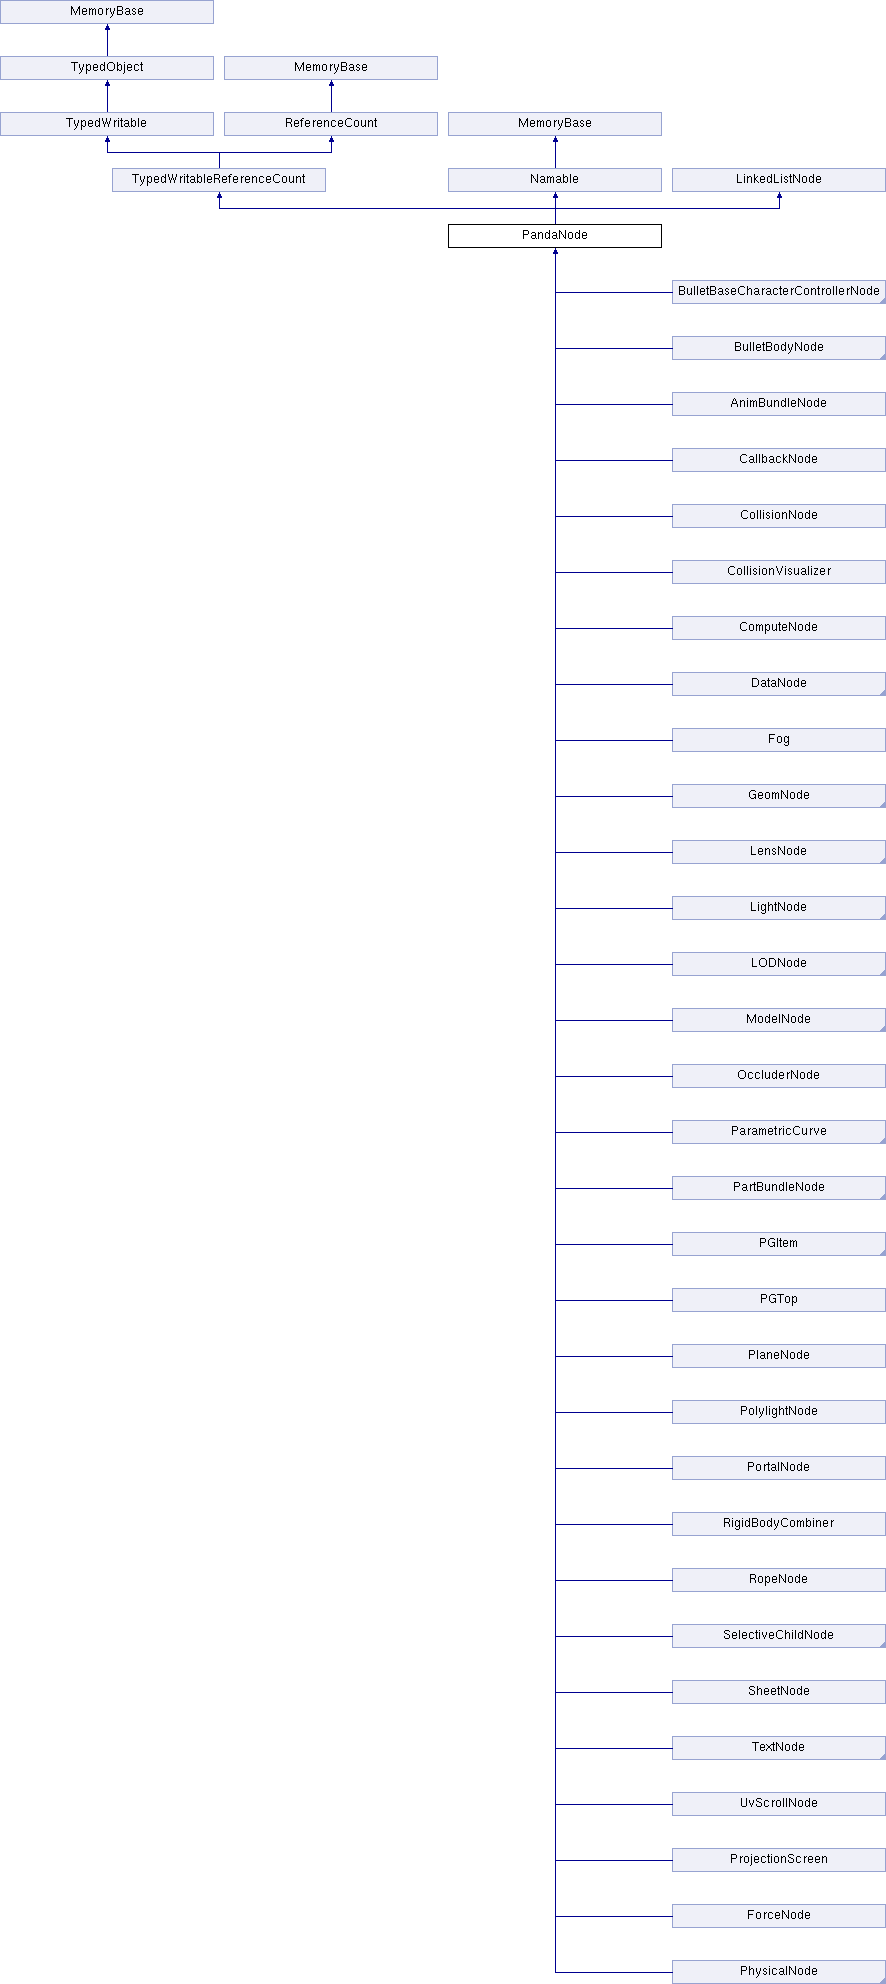 MemoryBase
TypedObject
MemoryBase
TypedWritable
ReferenceCount
MemoryBase
TypedWritableReferenceCount
Namable
LinkedListNode
PandaNode
BulletBaseCharacterControllerNode
BulletBodyNode
AnimBundleNode
CallbackNode
CollisionNode
CollisionVisualizer
ComputeNode
DataNode
Fog
GeomNode
LensNode
LightNode
LODNode
ModelNode
OccluderNode
ParametricCurve
PartBundleNode
PGItem
PGTop
PlaneNode
PolylightNode
PortalNode
RigidBodyCombiner
RopeNode
SelectiveChildNode
SheetNode
TextNode
UvScrollNode
ProjectionScreen
ForceNode
PhysicalNode